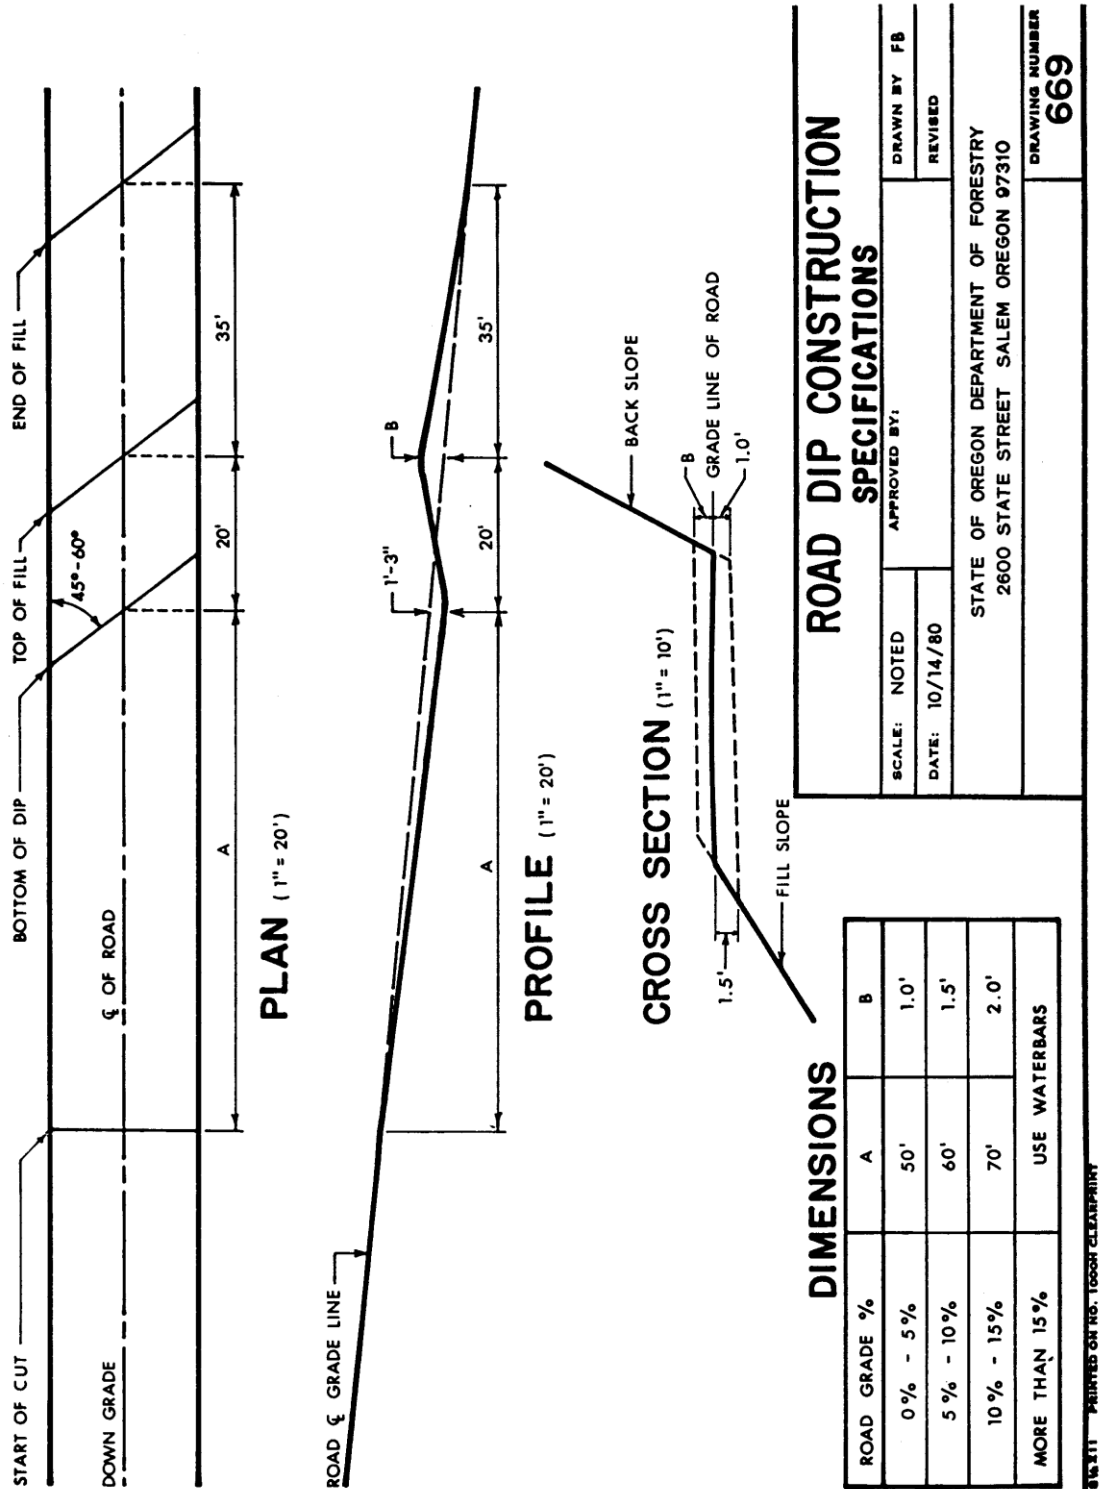 START OF CUT
BOTTOM OF DIP
TOP OF FILL
END OF FILL
45°-60°
DOWN GRADE
℄ OF ROAD
A
20'
35'
PLAN (1" = 20')
ROAD ℄ GRADE LINE
1'-3"
B
A
20'
35'
PROFILE (1" = 20')
CROSS SECTION (1" = 10')
BACK SLOPE
B
GRADE LINE OF ROAD
1.0'
1.5'
FILL SLOPE
DIMENSIONS
ROAD GRADE % A B
0% - 5% 50' 1.0'
5% - 10% 60' 1.5'
10% - 15% 70' 2.0'
MORE THAN 15% USE WATERBARS
ROAD DIP CONSTRUCTION
SPECIFICATIONS
SCALE: NOTED
APPROVED BY:
DRAWN BY FB
DATE: 10/14/80
REVISED
STATE OF OREGON DEPARTMENT OF FORESTRY
2600 STATE STREET SALEM OREGON 97310
DRAWING NUMBER
669
8½X11 PRINTED ON NO. 1000H CLEARPRINT